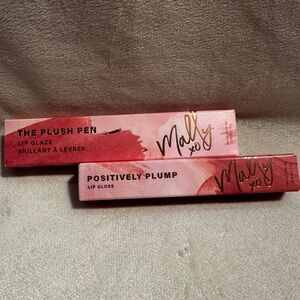 THE PLUSH PEN
LIP GLAZE
BRILLANT À LÈVRES
Mally
xo
POSITIVELY PLUMP
LIP GLOSS
Mally
xo